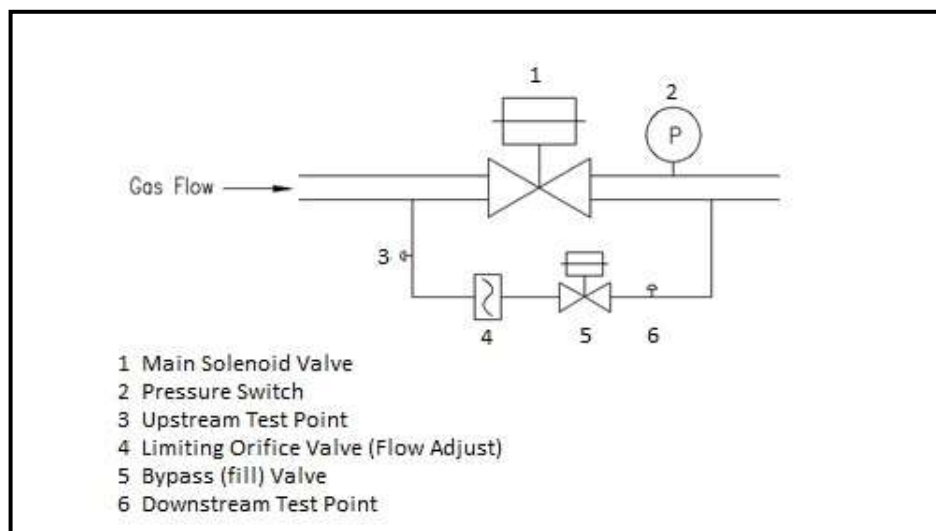 1
2
P
Gas Flow
3
4
5
6
1 Main Solenoid Valve
2 Pressure Switch
3 Upstream Test Point
4 Limiting Orifice Valve (Flow Adjust)
5 Bypass (fill) Valve
6 Downstream Test Point